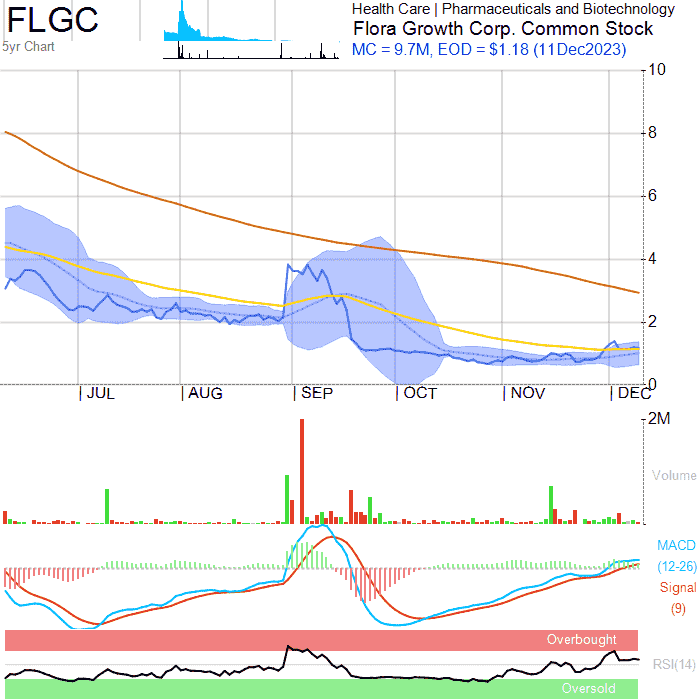 FLGC
5yr Chart
Health Care | Pharmaceuticals and Biotechnology
Flora Growth Corp. Common Stock
MC = 9.7M, EOD = $1.18 (11Dec2023)
10
8
6
4
2
0
JUL AUG SEP OCT NOV DEC
2M
Volume
MACD
(12-26)
Signal
(9)
Overbought
RSI(14)
Oversold